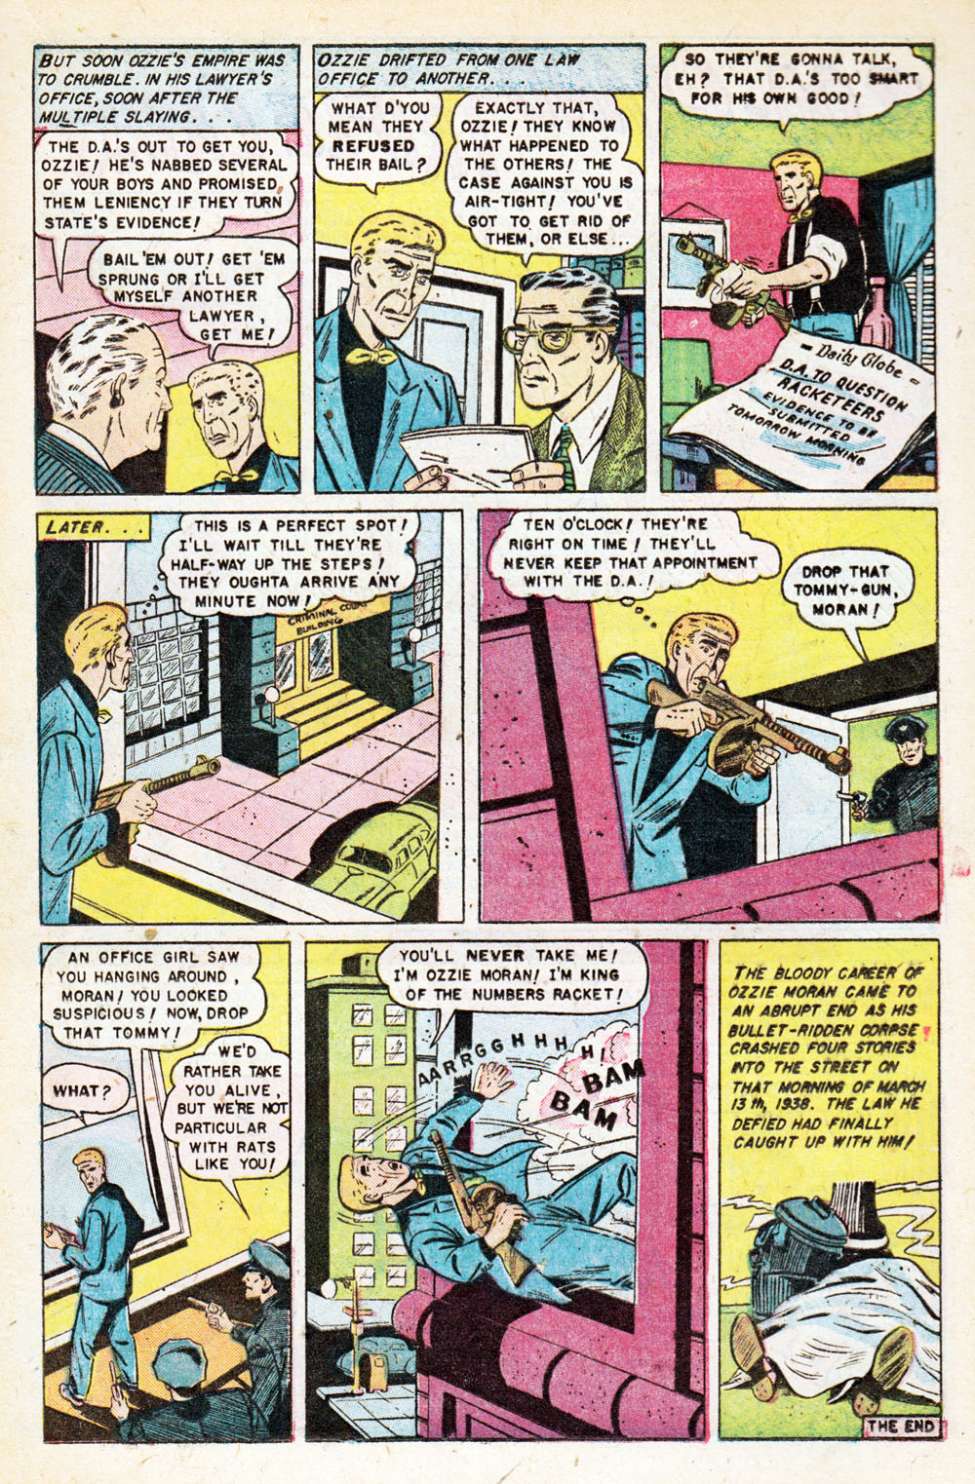 BUT SOON OZZIE'S EMPIRE WAS
TO CRUMBLE. IN HIS LAWYER'S
OFFICE, SOON AFTER THE
MULTIPLE SLAYING. . .
THE D.A.'S OUT TO GET YOU,
OZZIE! HE'S NABBED SEVERAL
OF YOUR BOYS AND PROMISED
THEM LENIENCY IF THEY TURN
STATE'S EVIDENCE!
BAIL 'EM OUT! GET 'EM
SPRUNG OR I'LL GET
MYSELF ANOTHER
LAWYER,
GET ME!
OZZIE DRIFTED FROM ONE LAW
OFFICE TO ANOTHER. . .
WHAT D'YOU
MEAN THEY
REFUSED
THEIR BAIL?
EXACTLY THAT,
OZZIE! THEY KNOW
WHAT HAPPENED TO
THE OTHERS! THE
CASE AGAINST YOU IS
AIR-TIGHT! YOU'VE
GOT TO GET RID OF
THEM, OR ELSE...
SO THEY'RE GONNA TALK,
EH? THAT D.A.'S TOO SMART
FOR HIS OWN GOOD!
- Daily Globe -
D.A. TO QUESTION
RACKETEERS
EVIDENCE TO BE
SUBMITTED
TOMORROW MORNING
LATER. . .
THIS IS A PERFECT SPOT!
I'LL WAIT TILL THEY'RE
HALF-WAY UP THE STEPS!
THEY OUGHTA ARRIVE ANY
MINUTE NOW!
CRIMINAL COURT
BUILDING
TEN O'CLOCK! THEY'RE
RIGHT ON TIME! THEY'LL
NEVER KEEP THAT APPOINTMENT
WITH THE D.A.!
DROP THAT
TOMMY-GUN,
MORAN!
AN OFFICE GIRL SAW
YOU HANGING AROUND,
MORAN! YOU LOOKED
SUSPICIOUS! NOW, DROP
THAT TOMMY!
WHAT?
WE'D
RATHER TAKE
YOU ALIVE,
BUT WE'RE NOT
PARTICULAR
WITH RATS
LIKE YOU!
YOU'LL NEVER TAKE ME!
I'M OZZIE MORAN! I'M KING
OF THE NUMBERS RACKET!
AARRGGHHHH!
BAM
BAM
THE BLOODY CAREER OF
OZZIE MORAN CAME TO
AN ABRUPT END AS HIS
BULLET-RIDDEN CORPSE
CRASHED FOUR STORIES
INTO THE STREET ON
THAT MORNING OF MARCH
13th, 1938. THE LAW HE
DEFIED HAD FINALLY
CAUGHT UP WITH HIM!
THE END